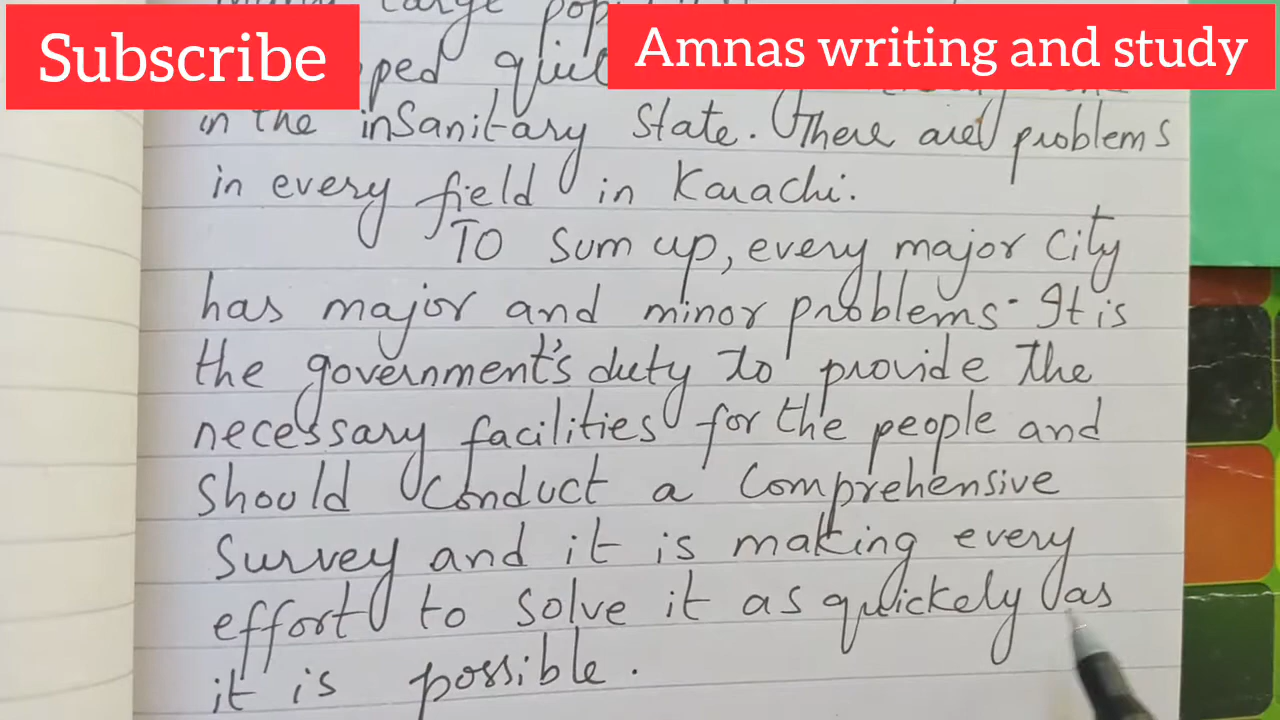 Subscribe
Amnas writing and study
large
in the insanitary state. There are problems
in every field in Karachi.
To sum up, every major city
has major and minor problems. It is
the government's duty to provide the
necessary facilities for the people and
should conduct a comprehensive
survey and it is making every
effort to solve it as quickely as
it is possible.